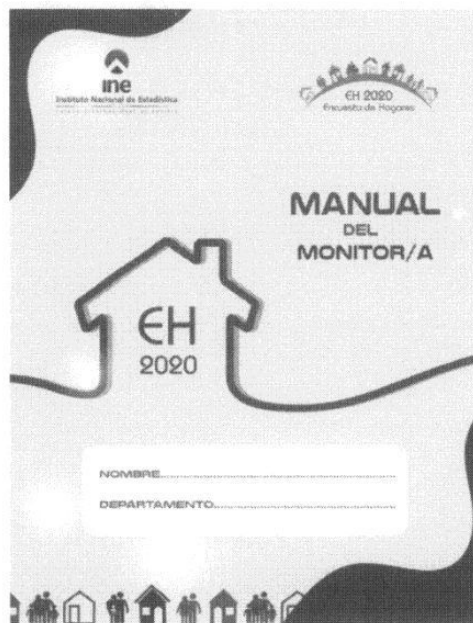 ine
Instituto Nacional de Estadística
EH 2020
Encuesta de Hogares
MANUAL
DEL
MONITOR/A
EH
2020
NOMBRE
DEPARTAMENTO